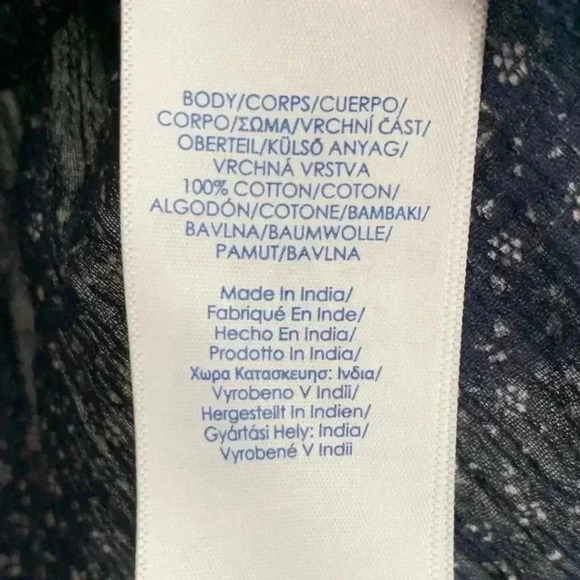 BODY/CORPS/CUERPO/
CORPO/ΣΩΜΑ/VRCHNÍ ČÁST/
OBERTEIL/KÜLSŐ ANYAG/
VRCHNÁ VRSTVA
100% COTTON/COTON/
ALGODÓN/COTONE/BAMBAKI/
BAVLNA/BAUMWOLLE/
PAMUT/BAVLNA
Made In India/
Fabriqué En Inde/
Hecho En India/
Prodotto In India/
Χωρα Κατασκευησ: Ινδια/
Vyrobeno V Indii/
Hergestellt In Indien/
Gyártási Hely: India/
Vyrobené V Indii